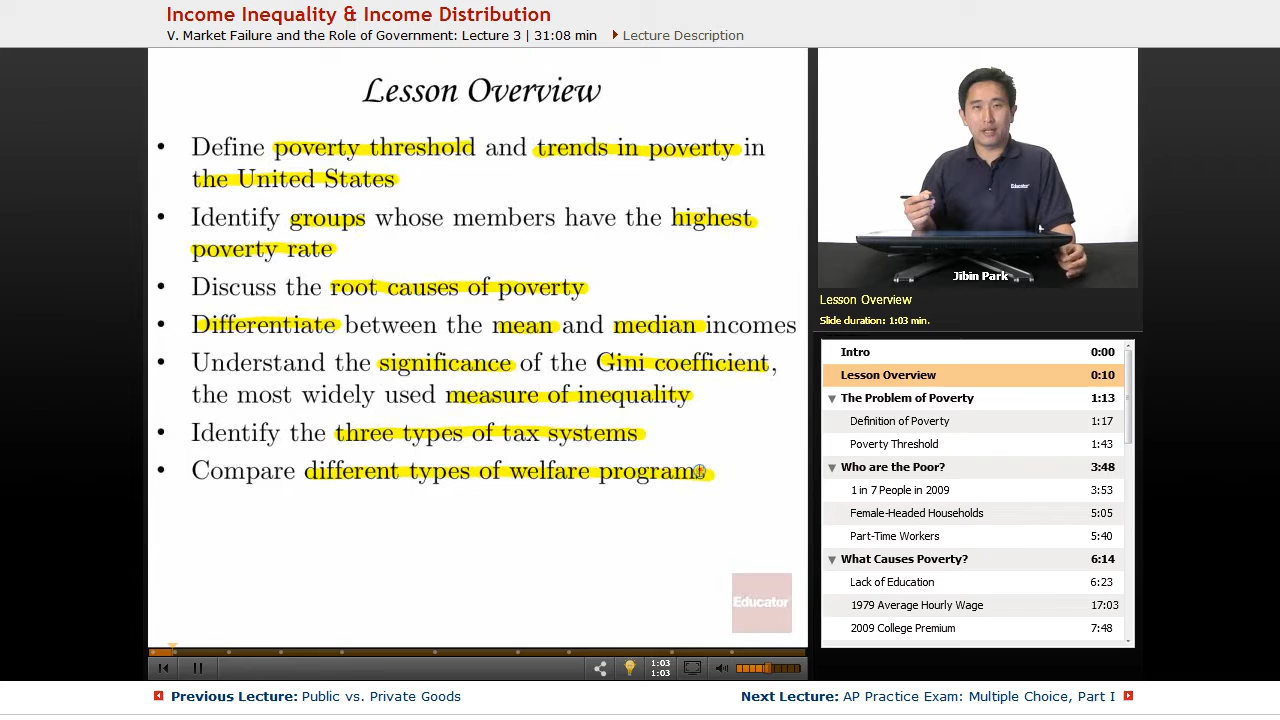 Income Inequality & Income Distribution
V. Market Failure and the Role of Government: Lecture 3 | 31:08 min
Lecture Description
Lesson Overview
• Define poverty threshold and trends in poverty in
the United States
• Identify groups whose members have the highest
poverty rate
• Discuss the root causes of poverty
• Differentiate between the mean and median incomes
• Understand the significance of the Gini coefficient,
the most widely used measure of inequality
• Identify the three types of tax systems
• Compare different types of welfare programs
Educator
Educator
Jibin Park
Lesson Overview
Slide duration: 1:03 min.
Intro 0:00
Lesson Overview 0:10
The Problem of Poverty 1:13
Definition of Poverty 1:17
Poverty Threshold 1:43
Who are the Poor? 3:48
1 in 7 People in 2009 3:53
Female-Headed Households 5:05
Part-Time Workers 5:40
What Causes Poverty? 6:14
Lack of Education 6:23
1979 Average Hourly Wage 17:03
2009 College Premium 7:48
1:03
1:03
Previous Lecture: Public vs. Private Goods
Next Lecture: AP Practice Exam: Multiple Choice, Part I